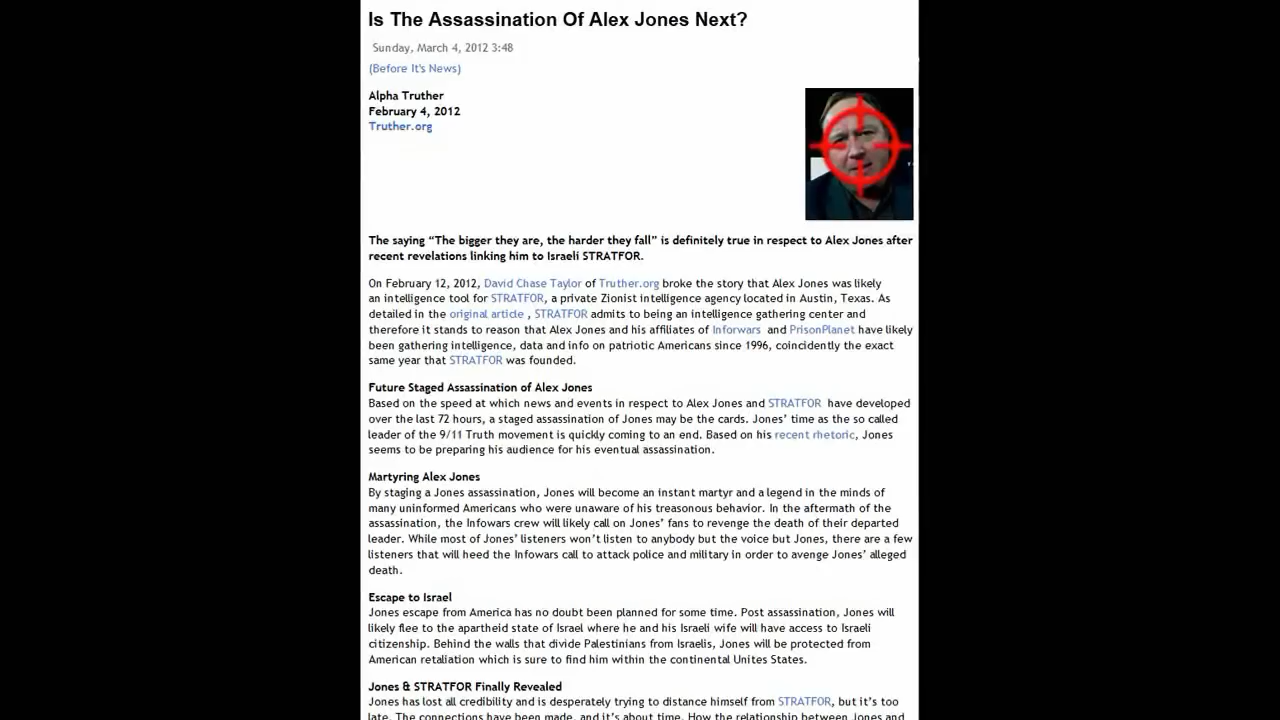 Is The Assassination Of Alex Jones Next?
Sunday, March 4, 2012 3:48
(Before It's News)
Alpha Truther
February 4, 2012
Truther.org
The saying “The bigger they are, the harder they fall” is definitely true in respect to Alex Jones after
recent revelations linking him to Israeli STRATFOR.
On February 12, 2012, David Chase Taylor of Truther.org broke the story that Alex Jones was likely
an intelligence tool for STRATFOR, a private Zionist intelligence agency located in Austin, Texas. As
detailed in the original article , STRATFOR admits to being an intelligence gathering center and
therefore it stands to reason that Alex Jones and his affiliates of Inforwars and PrisonPlanet have likely
been gathering intelligence, data and info on patriotic Americans since 1996, coincidently the exact
same year that STRATFOR was founded.
Future Staged Assassination of Alex Jones
Based on the speed at which news and events in respect to Alex Jones and STRATFOR have developed
over the last 72 hours, a staged assassination of Jones may be the cards. Jones’ time as the so called
leader of the 9/11 Truth movement is quickly coming to an end. Based on his recent rhetoric, Jones
seems to be preparing his audience for his eventual assassination.
Martyring Alex Jones
By staging a Jones assassination, Jones will become an instant martyr and a legend in the minds of
many uninformed Americans who were unaware of his treasonous behavior. In the aftermath of the
assassination, the Infowars crew will likely call on Jones’ fans to revenge the death of their departed
leader. While most of Jones’ listeners won’t listen to anybody but the voice but Jones, there are a few
listeners that will heed the Infowars call to attack police and military in order to avenge Jones’ alleged
death.
Escape to Israel
Jones escape from America has no doubt been planned for some time. Post assassination, Jones will
likely flee to the apartheid state of Israel where he and his Israeli wife will have access to Israeli
citizenship. Behind the walls that divide Palestinians from Israelis, Jones will be protected from
American retaliation which is sure to find him within the continental Unites States.
Jones & STRATFOR Finally Revealed
Jones has lost all credibility and is desperately trying to distance himself from STRATFOR, but it’s too
late. The connections have been made, and it’s about time. How the relationship between Jones and